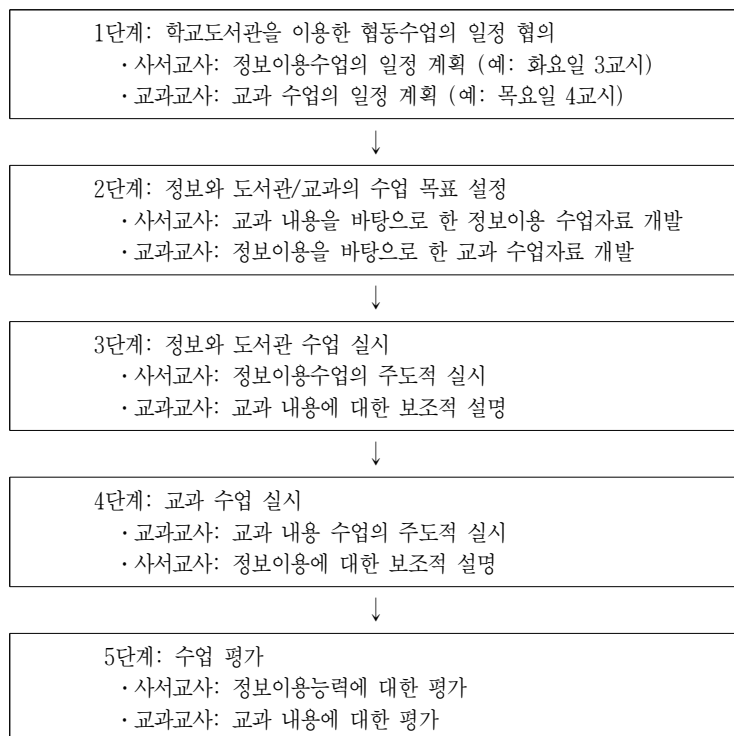 1단계: 학교도서관을 이용한 협동수업의 일정 협의
· 사서교사: 정보이용수업의 일정 계획 (예: 화요일 3교시)
· 교과교사: 교과 수업의 일정 계획 (예: 목요일 4교시)
↓
2단계: 정보와 도서관/교과의 수업 목표 설정
· 사서교사: 교과 내용을 바탕으로 한 정보이용 수업자료 개발
· 교과교사: 정보이용을 바탕으로 한 교과 수업자료 개발
↓
3단계: 정보와 도서관 수업 실시
· 사서교사: 정보이용수업의 주도적 실시
· 교과교사: 교과 내용에 대한 보조적 설명
↓
4단계: 교과 수업 실시
· 교과교사: 교과 내용 수업의 주도적 실시
· 사서교사: 정보이용에 대한 보조적 설명
↓
5단계: 수업 평가
· 사서교사: 정보이용능력에 대한 평가
· 교과교사: 교과 내용에 대한 평가